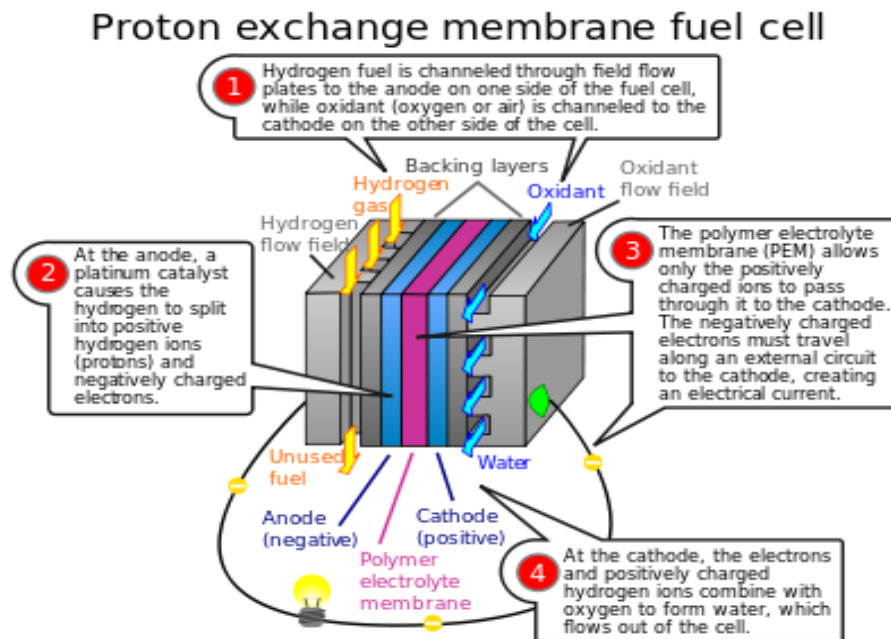 Proton exchange membrane fuel cell
1
Hydrogen fuel is channeled through field flow
plates to the anode on one side of the fuel cell,
while oxidant (oxygen or air) is channeled to the
cathode on the other side of the cell.
Backing layers
Oxidant
flow field
Hydrogen
gas
Oxidant
Hydrogen
flow field
2
At the anode, a
platinum catalyst
causes the
hydrogen to split
into positive
hydrogen ions
(protons) and
negatively charged
electrons.
3
The polymer electrolyte
membrane (PEM) allows
only the positively
charged ions to pass
through it to the cathode.
The negatively charged
electrons must travel
along an external circuit
to the cathode, creating
an electrical current.
Unused
fuel
Water
Anode
(negative)
Cathode
(positive)
Polymer
electrolyte
membrane
4
At the cathode, the electrons
and positively charged
hydrogen ions combine with
oxygen to form water, which
flows out of the cell.